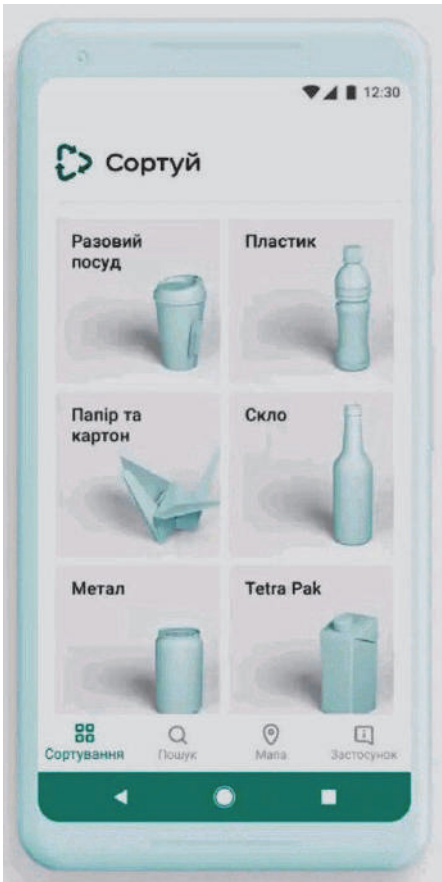 12:30
Сортуй
Разовий
посуд
Пластик
Папір та
картон
Скло
Метал
Tetra Pak
Сортування
Пошук
Мапа
Застосунок